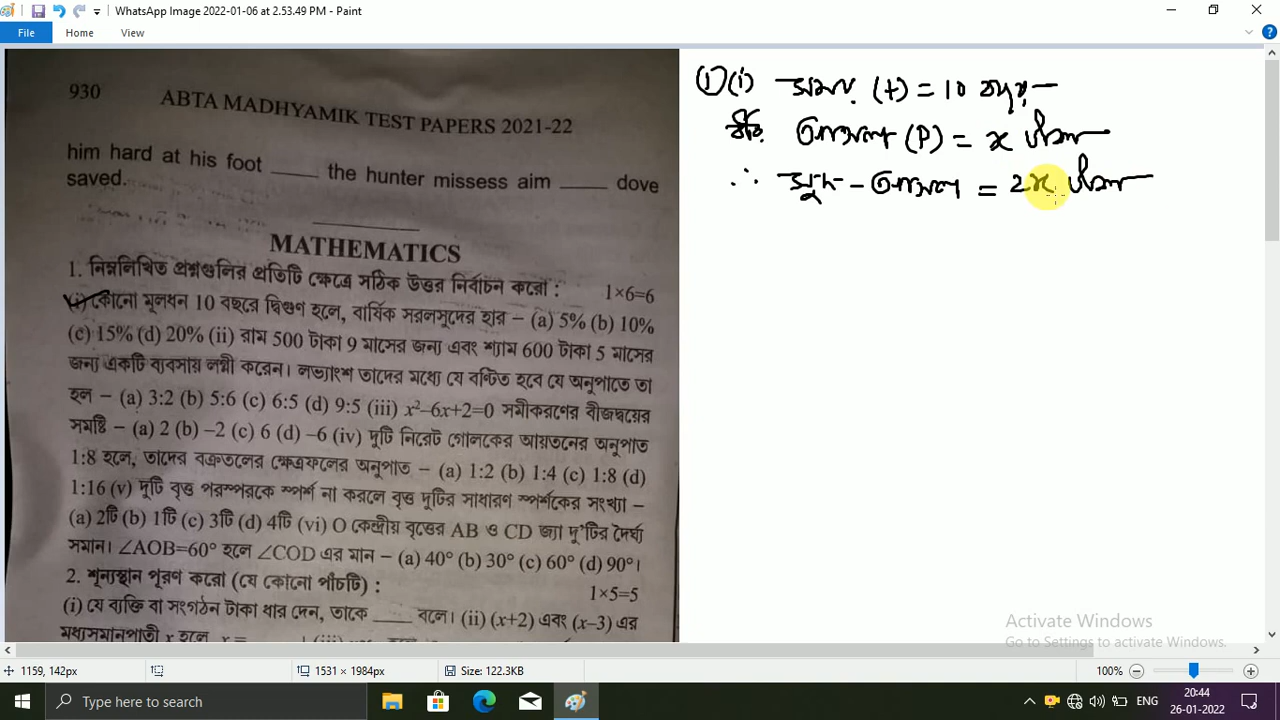 WhatsApp Image 2022-01-06 at 2.53.49 PM - Paint
File Home View
930 ABTA MADHYAMIK TEST PAPERS 2021-22
him hard at his foot _____ the hunter missess aim _____ dove
saved.
MATHEMATICS
1. নিম্নলিখিত প্রশ্নগুলির প্রতিটি ক্ষেত্রে সঠিক উত্তর নির্বাচন করো : 1×6=6
(i) কোনো মূলধন 10 বছরে দ্বিগুণ হলে, বার্ষিক সরলসুদের হার – (a) 5% (b) 10%
(c) 15% (d) 20% (ii) রাম 500 টাকা 9 মাসের জন্য এবং শ্যাম 600 টাকা 5 মাসের
জন্য একটি ব্যবসায় লগ্নী করেন। লভ্যাংশ তাদের মধ্যে যে বণ্টিত হবে যে অনুপাতে তা
হল – (a) 3:2 (b) 5:6 (c) 6:5 (d) 9:5 (iii) x²–6x+2=0 সমীকরণের বীজদ্বয়ের
সমষ্টি – (a) 2 (b) –2 (c) 6 (d) –6 (iv) দুটি নিরেট গোলকের আয়তনের অনুপাত
1:8 হলে, তাদের বক্রতলের ক্ষেত্রফলের অনুপাত – (a) 1:2 (b) 1:4 (c) 1:8 (d)
1:16 (v) দুটি বৃত্ত পরস্পরকে স্পর্শ না করলে বৃত্ত দুটির সাধারণ স্পর্শকের সংখ্যা –
(a) 2টি (b) 1টি (c) 3টি (d) 4টি (vi) O কেন্দ্রীয় বৃত্তের AB ও CD জ্যা দু'টির দৈর্ঘ্য
সমান। ∠AOB=60° হলে ∠COD এর মান – (a) 40° (b) 30° (c) 60° (d) 90°।
2. শূন্যস্থান পূরণ করো (যে কোনো পাঁচটি) : 1×5=5
(i) যে ব্যক্তি বা সংগঠন টাকা ধার দেন, তাকে _____ বলে। (ii) (x+2) এবং (x–3) এর
মধ্যসমানুপাতী x হলে x =
① (i) সময় (t) = 10 বছর
ধরি আসল (P) = x টাকা
∴ সুদ - আসল = 2x টাকা
Activate Windows
Go to Settings to activate Windows.
1159, 142px 1531 × 1984px Size: 122.3KB 100%
Type here to search
ENG 20:44
26-01-2022